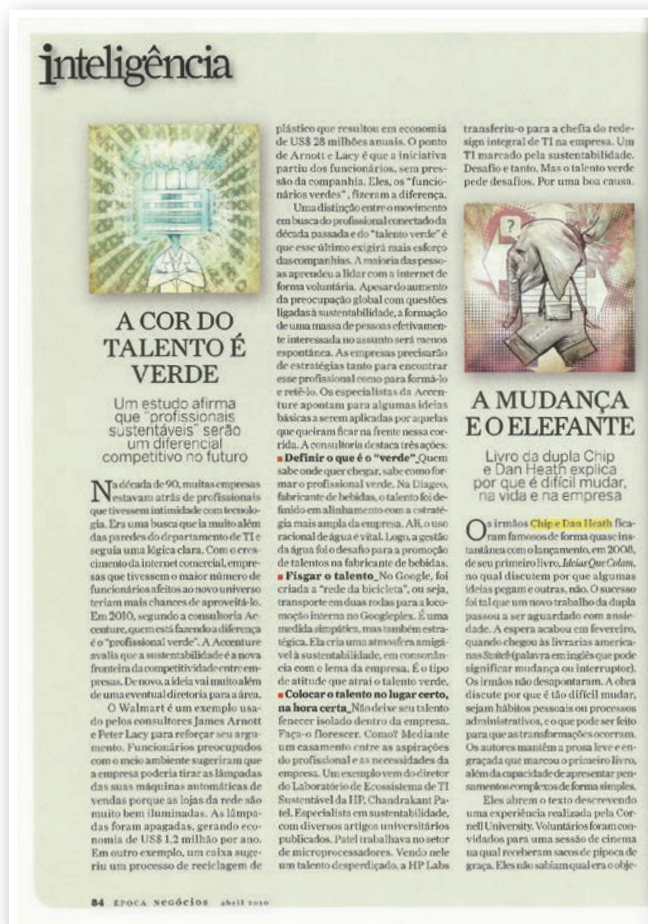 inteligência
A COR DO
TALENTO É
VERDE
Um estudo afirma
que "profissionais
sustentáveis" serão
um diferencial
competitivo no futuro
Na década de 90, muitas empresas
estavam atrás de profissionais
que tivessem intimidade com tecnolo-
gia. Era uma busca que ia muito além
das paredes do departamento de TI e
seguia uma lógica clara. Com o cres-
cimento da internet comercial, empre-
sas que tivessem o maior número de
funcionários afeitos ao novo universo
teriam mais chances de aproveitá-lo.
Em 2010, segundo a consultoria Ac-
centure, quem está fazendo a diferença
é o "profissional verde". A Accenture
avalia que a sustentabilidade é a nova
fronteira da competitividade entre em-
presas. De novo, a ideia vai muito além
de uma eventual diretoria para a área.
O Walmart é um exemplo usa-
do pelos consultores James Arnott
e Peter Lacy para reforçar seu argu-
mento. Funcionários preocupados
com o meio ambiente sugeriram que
a empresa poderia tirar as lâmpadas
das suas máquinas automáticas de
vendas porque as lojas da rede são
muito bem iluminadas. As lâmpa-
das foram apagadas, gerando econo-
mia de US$ 1,2 milhão por ano.
Em outro exemplo, um caixa suge-
riu um processo de reciclagem de
plástico que resultou em economia
de US$ 28 milhões anuais. O ponto
de Arnott e Lacy é que a iniciativa
partiu dos funcionários, sem pres-
são da companhia. Eles, os "funcio-
nários verdes", fizeram a diferença.
Uma distinção entre o movimento
em busca do profissional conectado da
década passada e do "talento verde" é
que esse último exigirá mais esforço
das companhias. A maioria das pesso-
as aprendeu a lidar com a internet de
forma voluntária. Apesar do aumento
da preocupação global com questões
ligadas à sustentabilidade, a formação
de uma massa de pessoas efetivamen-
te interessada no assunto será menos
espontânea. As empresas precisarão
de estratégias tanto para encontrar
esse profissional como para formá-lo
e retê-lo. Os especialistas da Accen-
ture apontam para algumas ideias
básicas a serem aplicadas por aquelas
que queiram ficar na frente nessa cor-
rida. A consultoria destaca três ações:
■ Definir o que é o "verde"_Quem
sabe onde quer chegar, sabe como for-
mar o profissional verde. Na Diageo,
fabricante de bebidas, o talento foi de-
finido em alinhamento com a estraté-
gia mais ampla da empresa. Ali, o uso
racional de água é vital. Logo, a gestão
da água foi o desafio para a promoção
de talentos na fabricante de bebidas.
■ Fisgar o talento_No Google, foi
criada a "rede da bicicleta", ou seja,
transporte em duas rodas para a loco-
moção interna no Googleplex. É uma
medida simpática, mas também estra-
tégica. Ela cria uma atmosfera amigá-
vel à sustentabilidade, em consonân-
cia com o lema da empresa. É o tipo
de atitude que atrai o talento verde.
■ Colocar o talento no lugar certo,
na hora certa_Não deixe seu talento
fenecer isolado dentro da empresa.
Faça-o florescer. Como? Mediante
um casamento entre as aspirações
do profissional e as necessidades da
empresa. Um exemplo vem do diretor
do Laboratório de Ecossistema de TI
Sustentável da HP, Chandrakant Pa-
tel. Especialista em sustentabilidade,
com diversos artigos universitários
publicados, Patel trabalhava no setor
de microprocessadores. Vendo nele
um talento desperdiçado, a HP Labs
transferiu-o para a chefia do rede-
sign integral de TI na empresa. Um
TI marcado pela sustentabilidade.
Desafio e tanto. Mas o talento verde
pede desafios. Por uma boa causa.
?
A MUDANÇA
E O ELEFANTE
Livro da dupla Chip
e Dan Heath explica
por que é difícil mudar,
na vida e na empresa
Os irmãos Chip e Dan Heath fica-
ram famosos de forma quase ins-
tantânea com o lançamento, em 2008,
de seu primeiro livro, Ideias Que Colam,
no qual discutem por que algumas
ideias pegam e outras, não. O sucesso
foi tal que um novo trabalho da dupla
passou a ser aguardado com ansie-
dade. A espera acabou em fevereiro,
quando chegou às livrarias america-
nas Switch (palavra em inglês que pode
significar mudança ou interruptor).
Os irmãos não desapontaram. A obra
discute por que é tão difícil mudar,
sejam hábitos pessoais ou processos
administrativos, e o que pode ser feito
para que as transformações ocorram.
Os autores mantêm a prosa leve e en-
graçada que marcou o primeiro livro,
além da capacidade de apresentar pen-
samentos complexos de forma simples.
Eles abrem o texto descrevendo
uma experiência realizada pela Cor-
nell University. Voluntários foram con-
vidados para uma sessão de cinema
na qual receberam sacos de pipoca de
graça. Eles não sabiam qual era o obje-
84 ÉPOCA NEGÓCIOS abril 2010